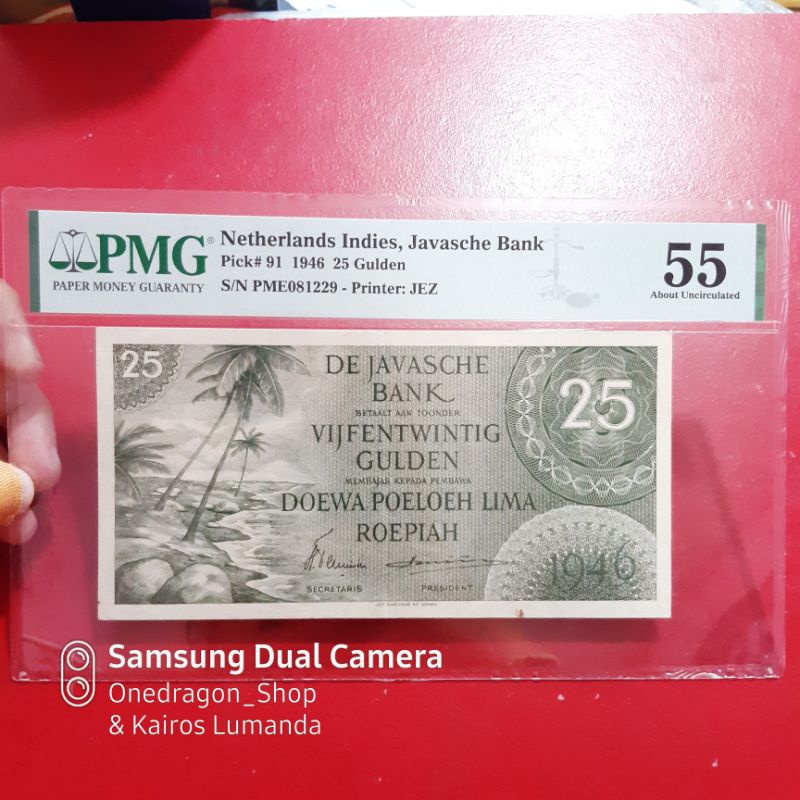 PMG®
PAPER MONEY GUARANTY
Netherlands Indies, Javasche Bank
Pick# 91 1946 25 Gulden
S/N PME081229 - Printer: JEZ
55
About Uncirculated
25
DE JAVASCHE
BANK
BETAALT AAN TOONDER
VIJFENTWINTIG
GULDEN
MEMBAJAR KEPADA PEMBAWA
DOEWA POELOEH LIMA
ROEPIAH
25
SECRETARIS
PRESIDENT
1946
Samsung Dual Camera
Onedragon_Shop
& Kairos Lumanda